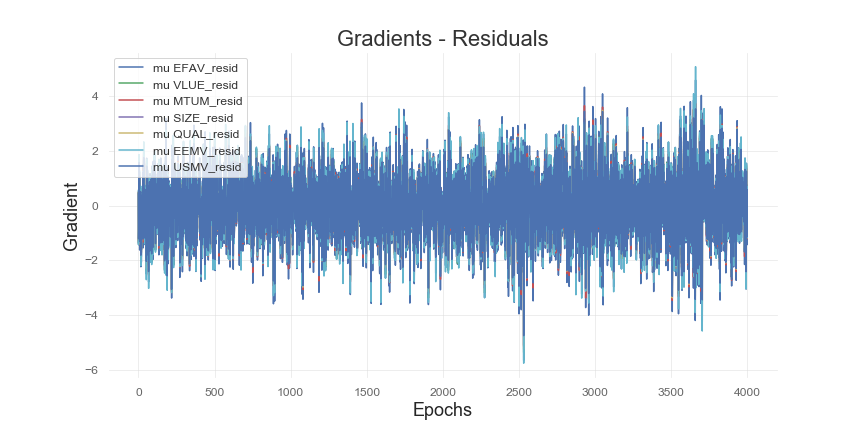 Gradients - Residuals
mu EFAV_resid
mu VLUE_resid
mu MTUM_resid
mu SIZE_resid
mu QUAL_resid
mu EEMV_resid
mu USMV_resid
Gradient
4
2
0
−2
−4
−6
0 500 1000 1500 2000 2500 3000 3500 4000
Epochs